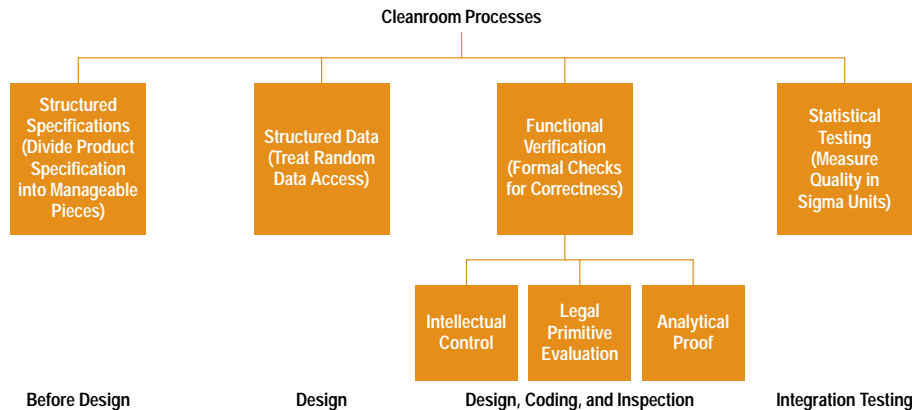 Cleanroom Processes
Structured
Specifications
(Divide Product
Specification
into Manageable
Pieces)
Structured Data
(Treat Random
Data Access)
Functional
Verification
(Formal Checks
for Correctness)
Statistical
Testing
(Measure
Quality in
Sigma Units)
Intellectual
Control
Legal
Primitive
Evaluation
Analytical
Proof
Before Design
Design
Design, Coding, and Inspection
Integration Testing